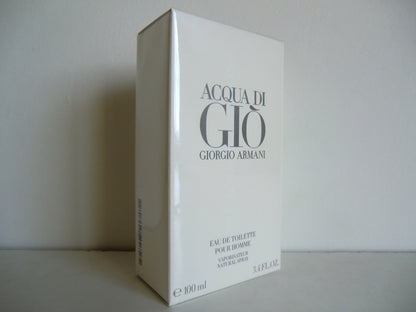 ACQUA DI
GIÒ
GIORGIO ARMANI
EAU DE TOILETTE
POUR HOMME
VAPORISATEUR
NATURAL SPRAY
℮ 100 ml
3.4 FL.OZ.